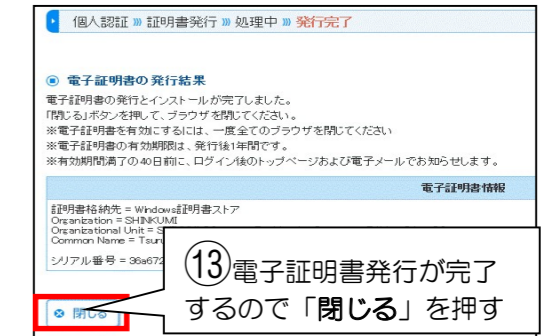 個人認証 »» 証明書発行 »» 処理中 »» 発行完了
電子証明書の発行結果
電子証明書の発行とインストールが完了しました。
「閉じる」ボタンを押して、ブラウザを閉じてください。
※電子証明書を有効にするには、一度全てのブラウザを閉じてください
※電子証明書の有効期限は、発行後1年間です。
※有効期間満了の40日前に、ログイン後のトップページおよび電子メールでお知らせします。
電子証明書情報
証明書格納先 = Windows証明書ストア
Organization = SHINKUMI
Organizational Unit = S
Common Name = Tsuru
シリアル番号 = 36a672
⑬電子証明書発行が完了
するので「閉じる」を押す
閉じる